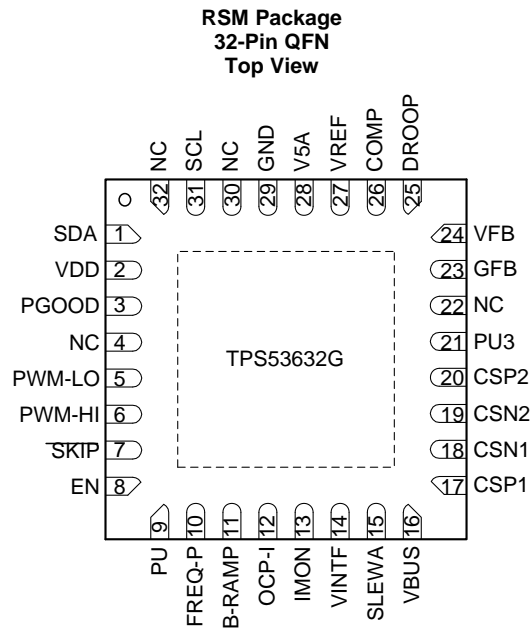 RSM Package
32-Pin QFN
Top View
NC
SCL
NC
GND
V5A
VREF
COMP
DROOP
32
31
30
29
28
27
26
25
SDA 1
VDD 2
PGOOD 3
NC 4
PWM-LO 5
PWM-HI 6
SKIP 7
EN 8
TPS53632G
24 VFB
23 GFB
22 NC
21 PU3
20 CSP2
19 CSN2
18 CSN1
17 CSP1
9
10
11
12
13
14
15
16
PU
FREQ-P
B-RAMP
OCP-I
IMON
VINTF
SLEWA
VBUS